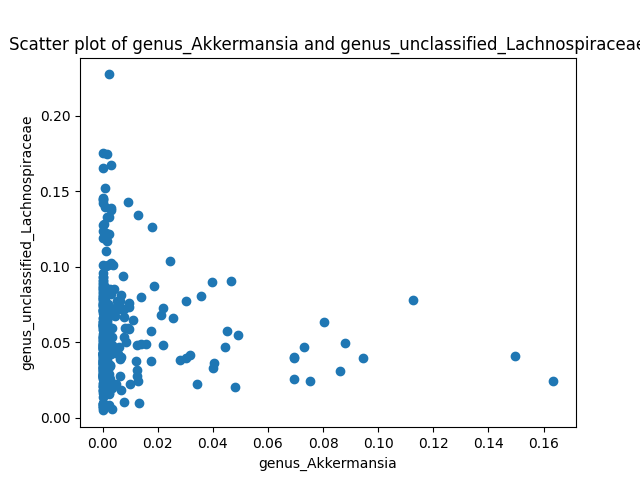 Scatter plot of genus_Akkermansia and genus_unclassified_Lachnospiraceae
genus_unclassified_Lachnospiraceae
0.20
0.15
0.10
0.05
0.00
0.00 0.02 0.04 0.06 0.08 0.10 0.12 0.14 0.16
genus_Akkermansia